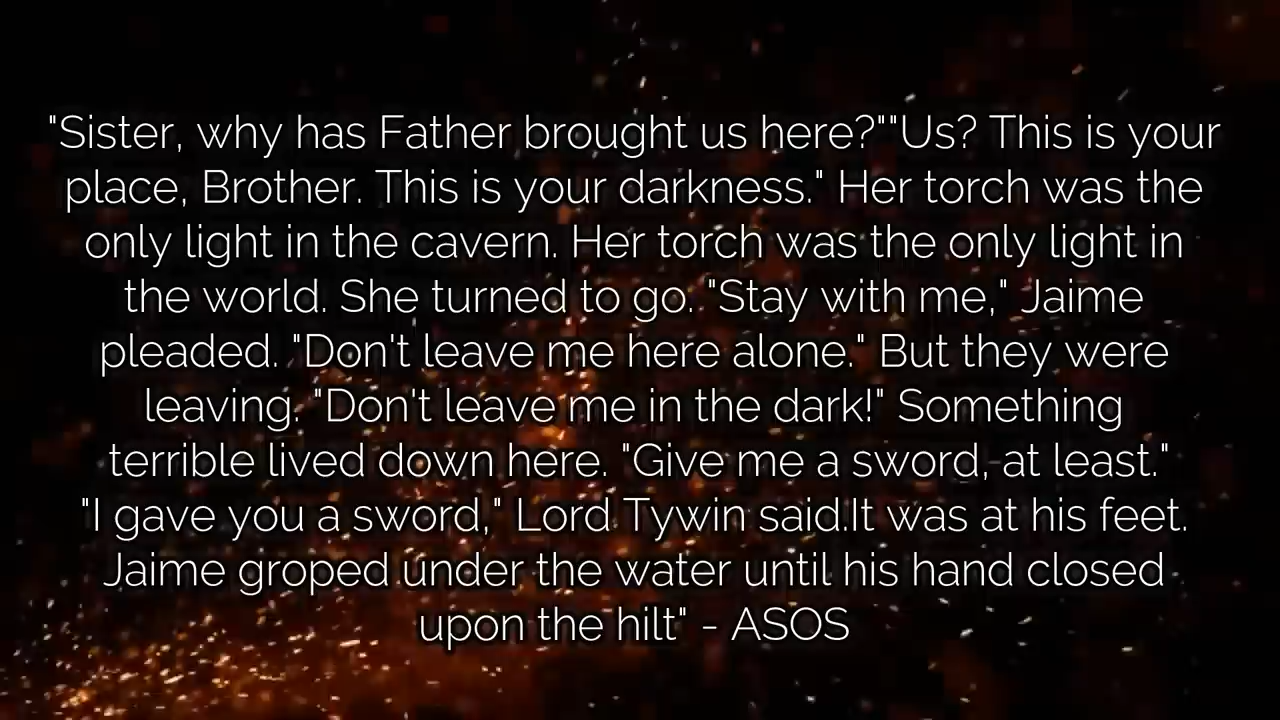 "Sister, why has Father brought us here?""Us? This is your
place, Brother. This is your darkness." Her torch was the
only light in the cavern. Her torch was the only light in
the world. She turned to go. "Stay with me," Jaime
pleaded. "Don't leave me here alone." But they were
leaving. "Don't leave me in the dark!" Something
terrible lived down here. "Give me a sword, at least."
"I gave you a sword," Lord Tywin said.It was at his feet.
Jaime groped under the water until his hand closed
upon the hilt" - ASOS